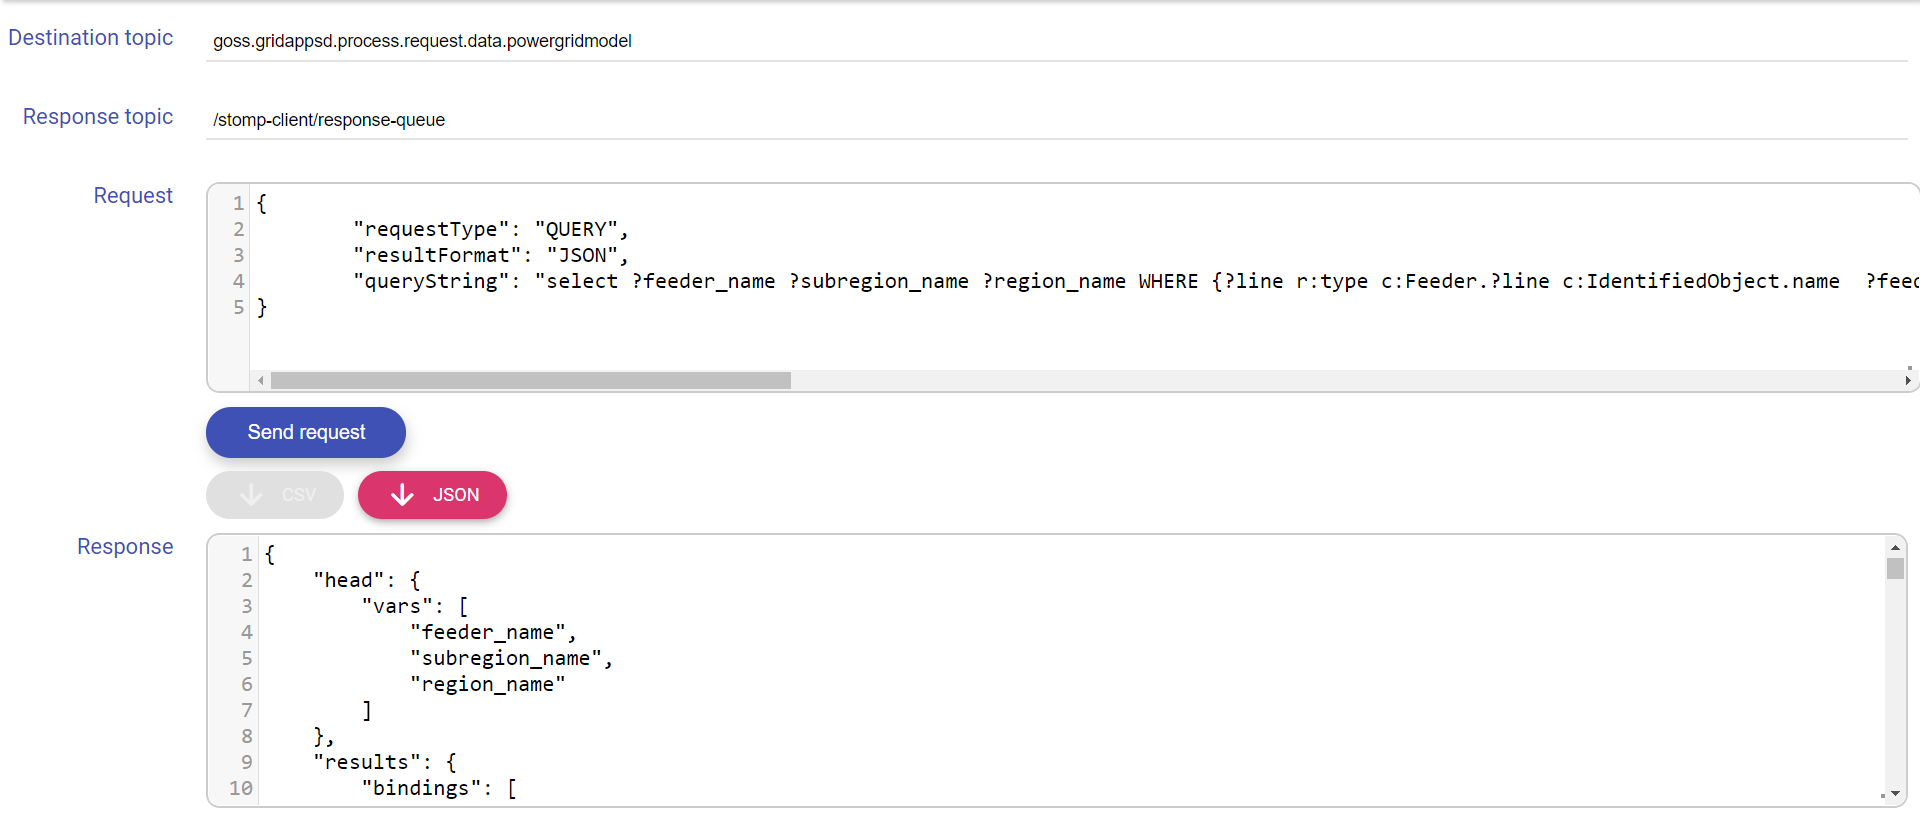 Destination topic
goss.gridappsd.process.request.data.powergridmodel
Response topic
/stomp-client/response-queue
Request
1 {
2 "requestType": "QUERY",
3 "resultFormat": "JSON",
4 "queryString": "select ?feeder_name ?subregion_name ?region_name WHERE {?line r:type c:Feeder.?line c:IdentifiedObject.name ?feed
5 }
Send request
CSV
JSON
Response
1 {
2 "head": {
3 "vars": [
4 "feeder_name",
5 "subregion_name",
6 "region_name"
7 ]
8 },
9 "results": {
10 "bindings": [